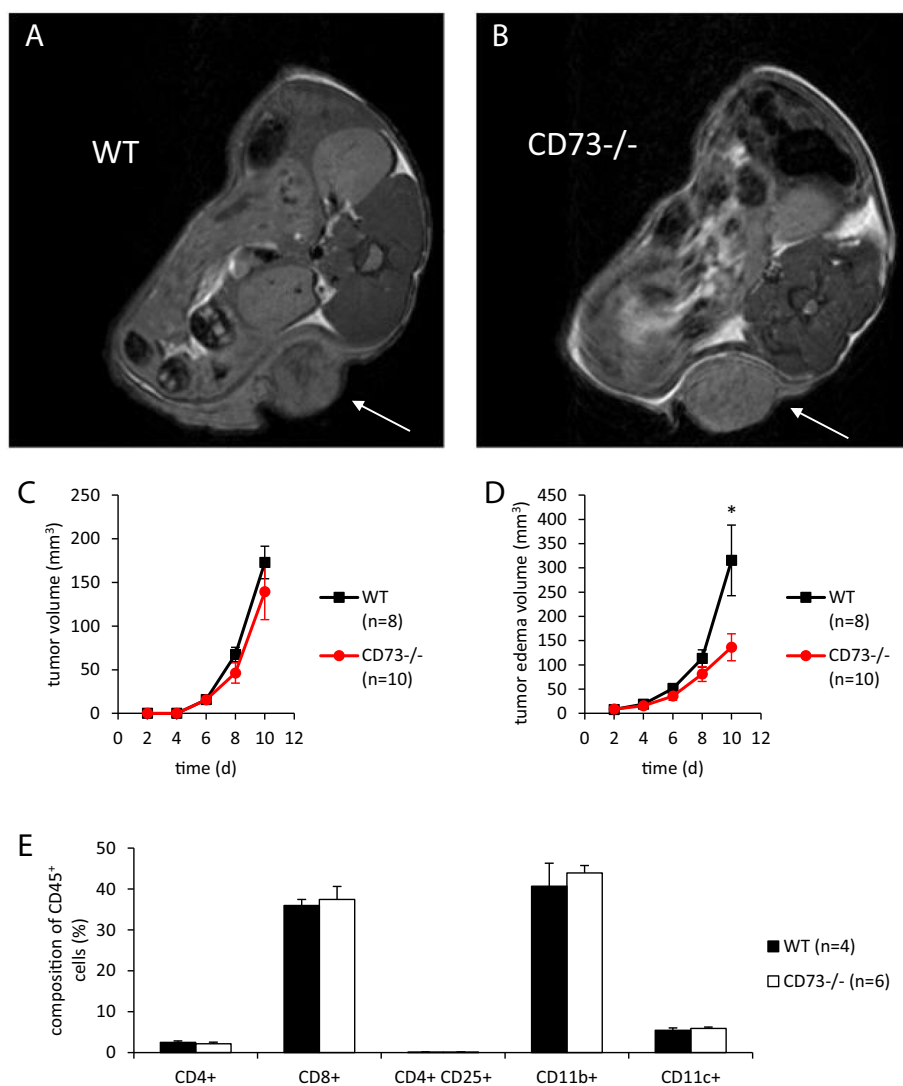 A
WT
B
CD73-/-
C
tumor volume (mm³)
250
200
150
100
50
0
0 2 4 6 8 10 12
time (d)
WT
(n=8)
CD73-/-
(n=10)
D
tumor edema volume (mm³)
450
400
350
300
250
200
150
100
50
0
*
0 2 4 6 8 10 12
time (d)
WT
(n=8)
CD73-/-
(n=10)
E
composition of CD45⁺
cells (%)
50
40
30
20
10
0
CD4+ CD8+ CD4+ CD25+ CD11b+ CD11c+
WT (n=4)
CD73-/- (n=6)